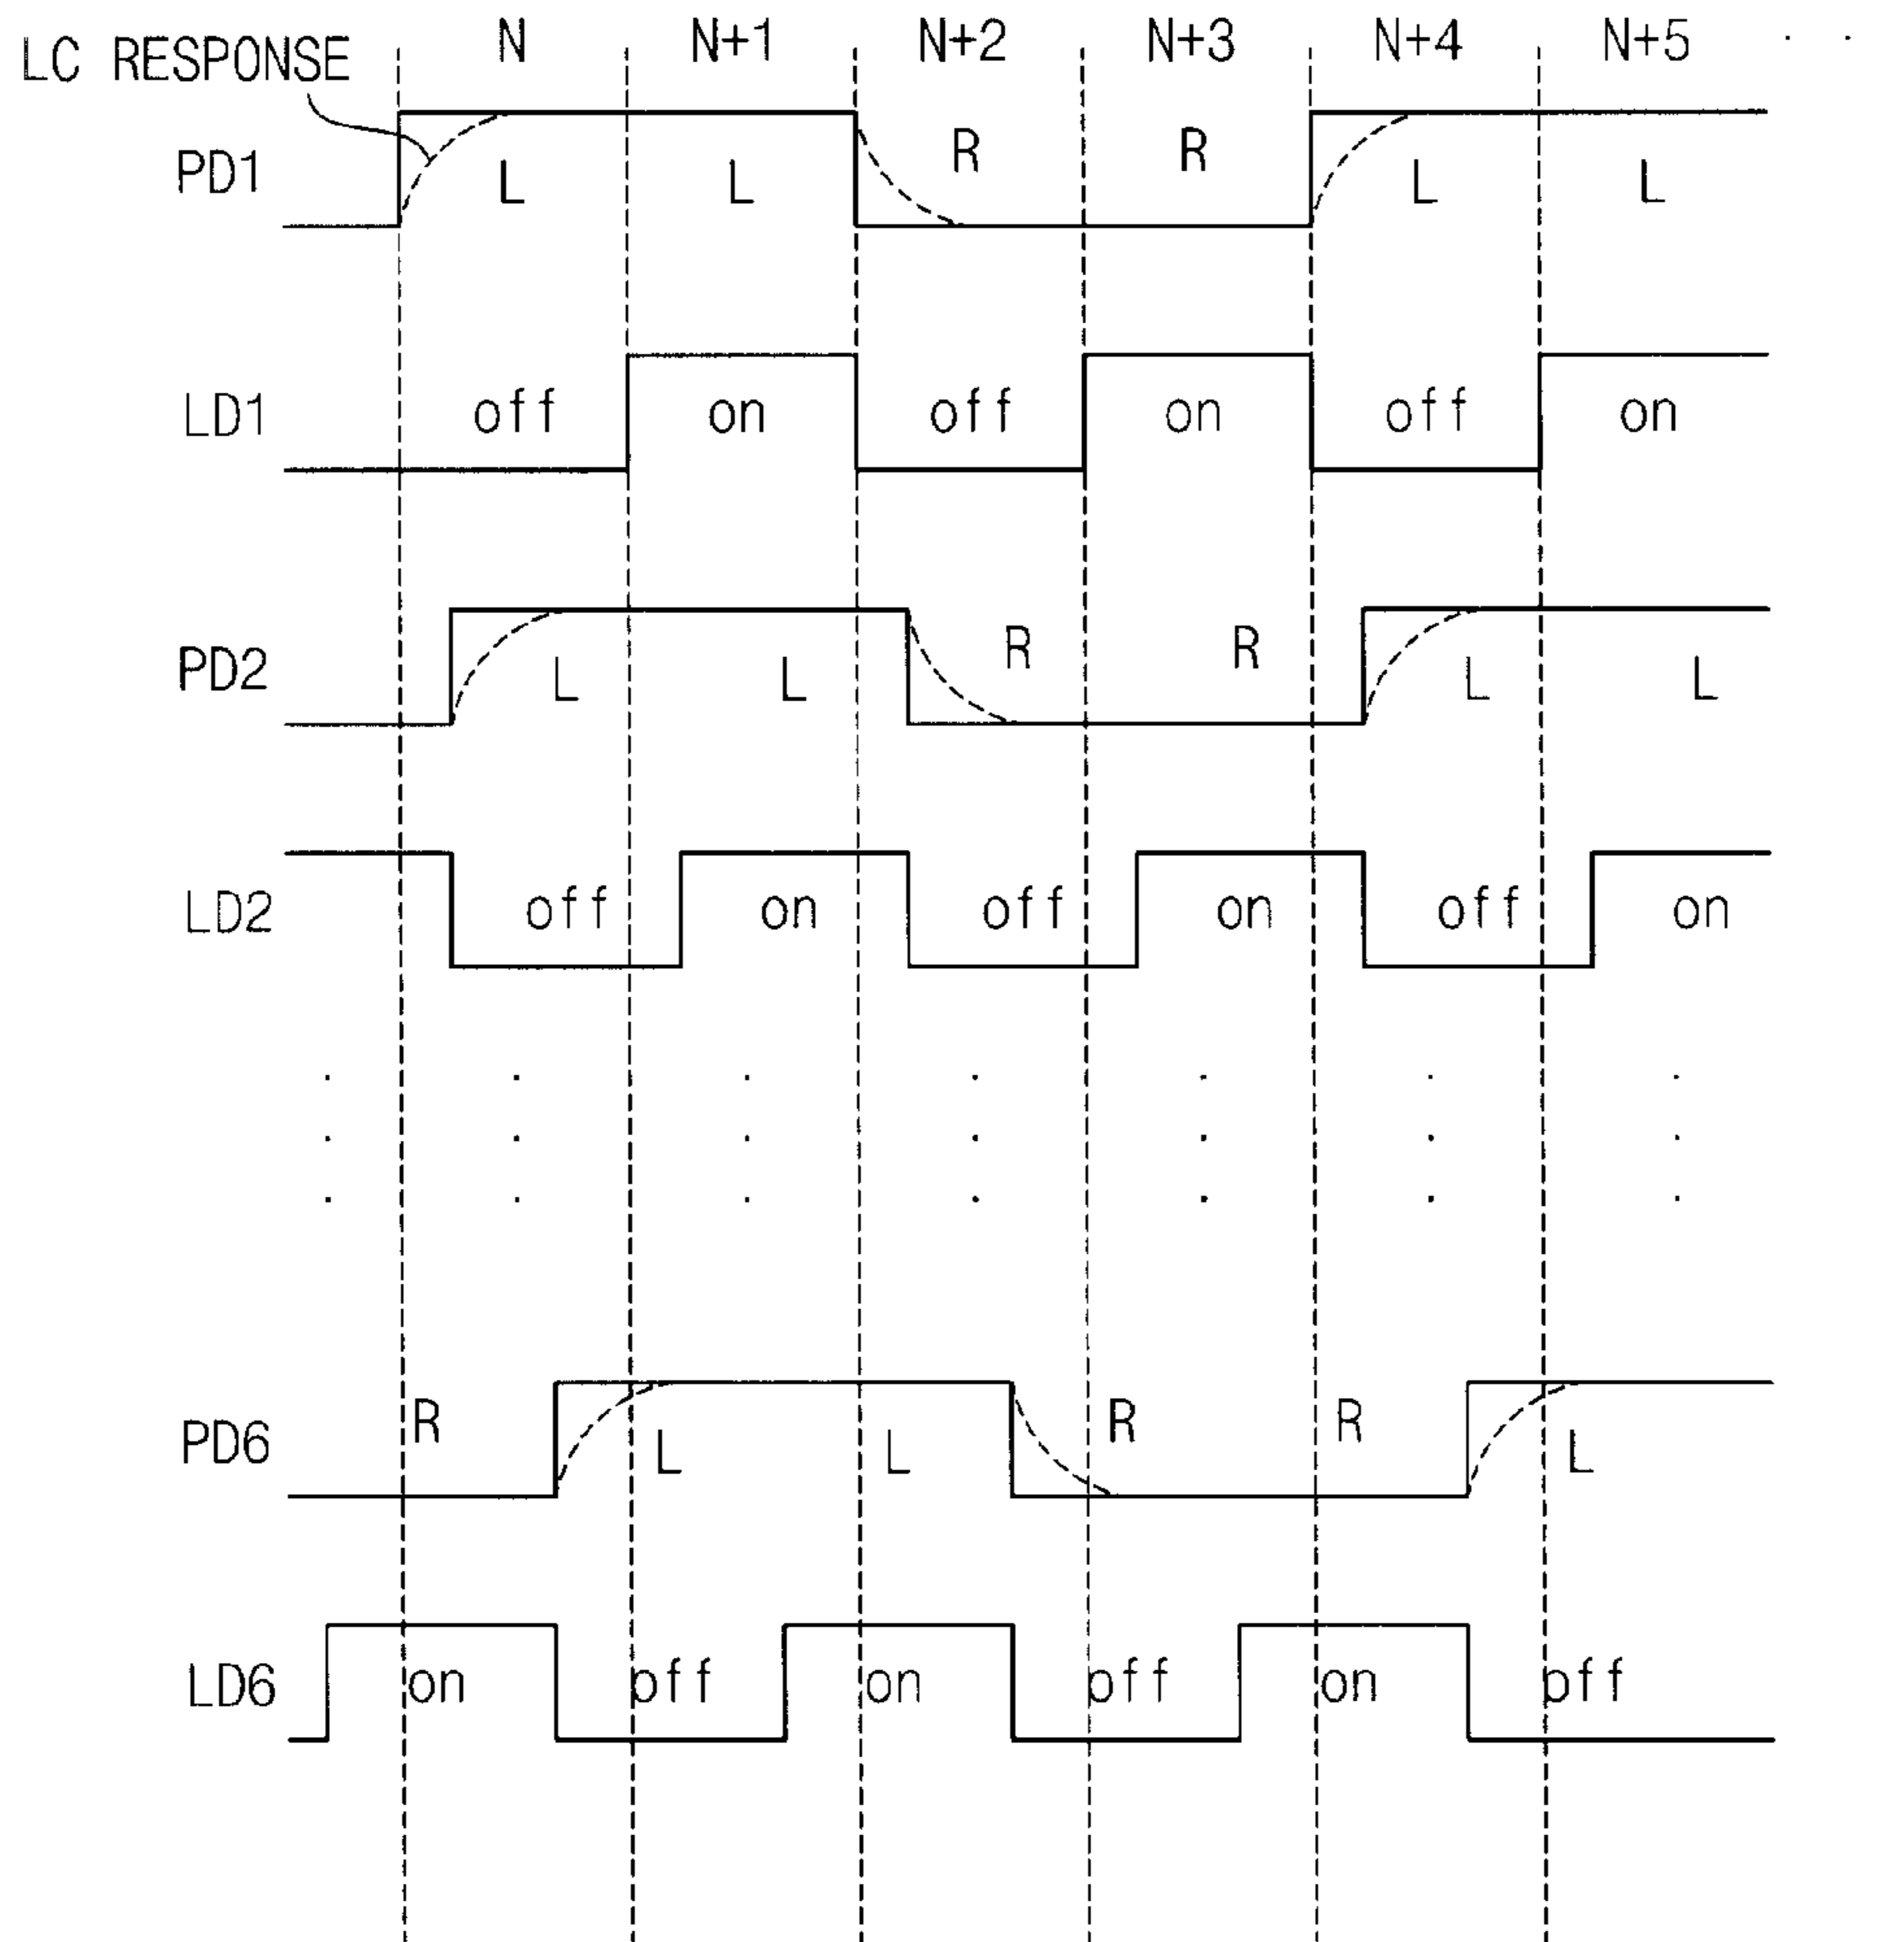 N N+1 N+2 N+3 N+4 N+5 . .
LC RESPONSE
PD1 L L R R L L
LD1 off on off on off on
PD2 L L R R L L
LD2 off on off on off on
PD6 R L L R R L
LD6 on off on off on off